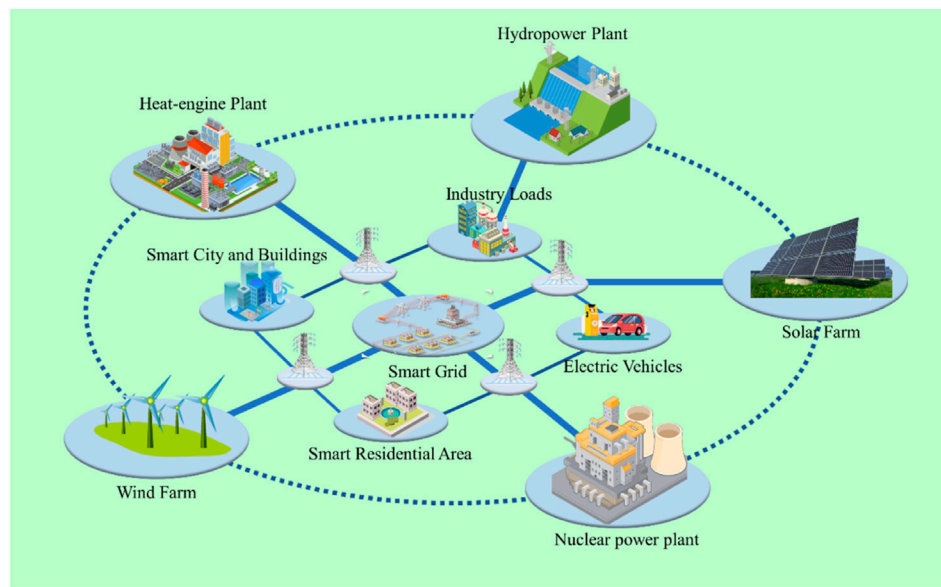 Hydropower Plant
Heat-engine Plant
Industry Loads
Smart City and Buildings
Solar Farm
Smart Grid
Electric Vehicles
Smart Residential Area
Wind Farm
Nuclear power plant